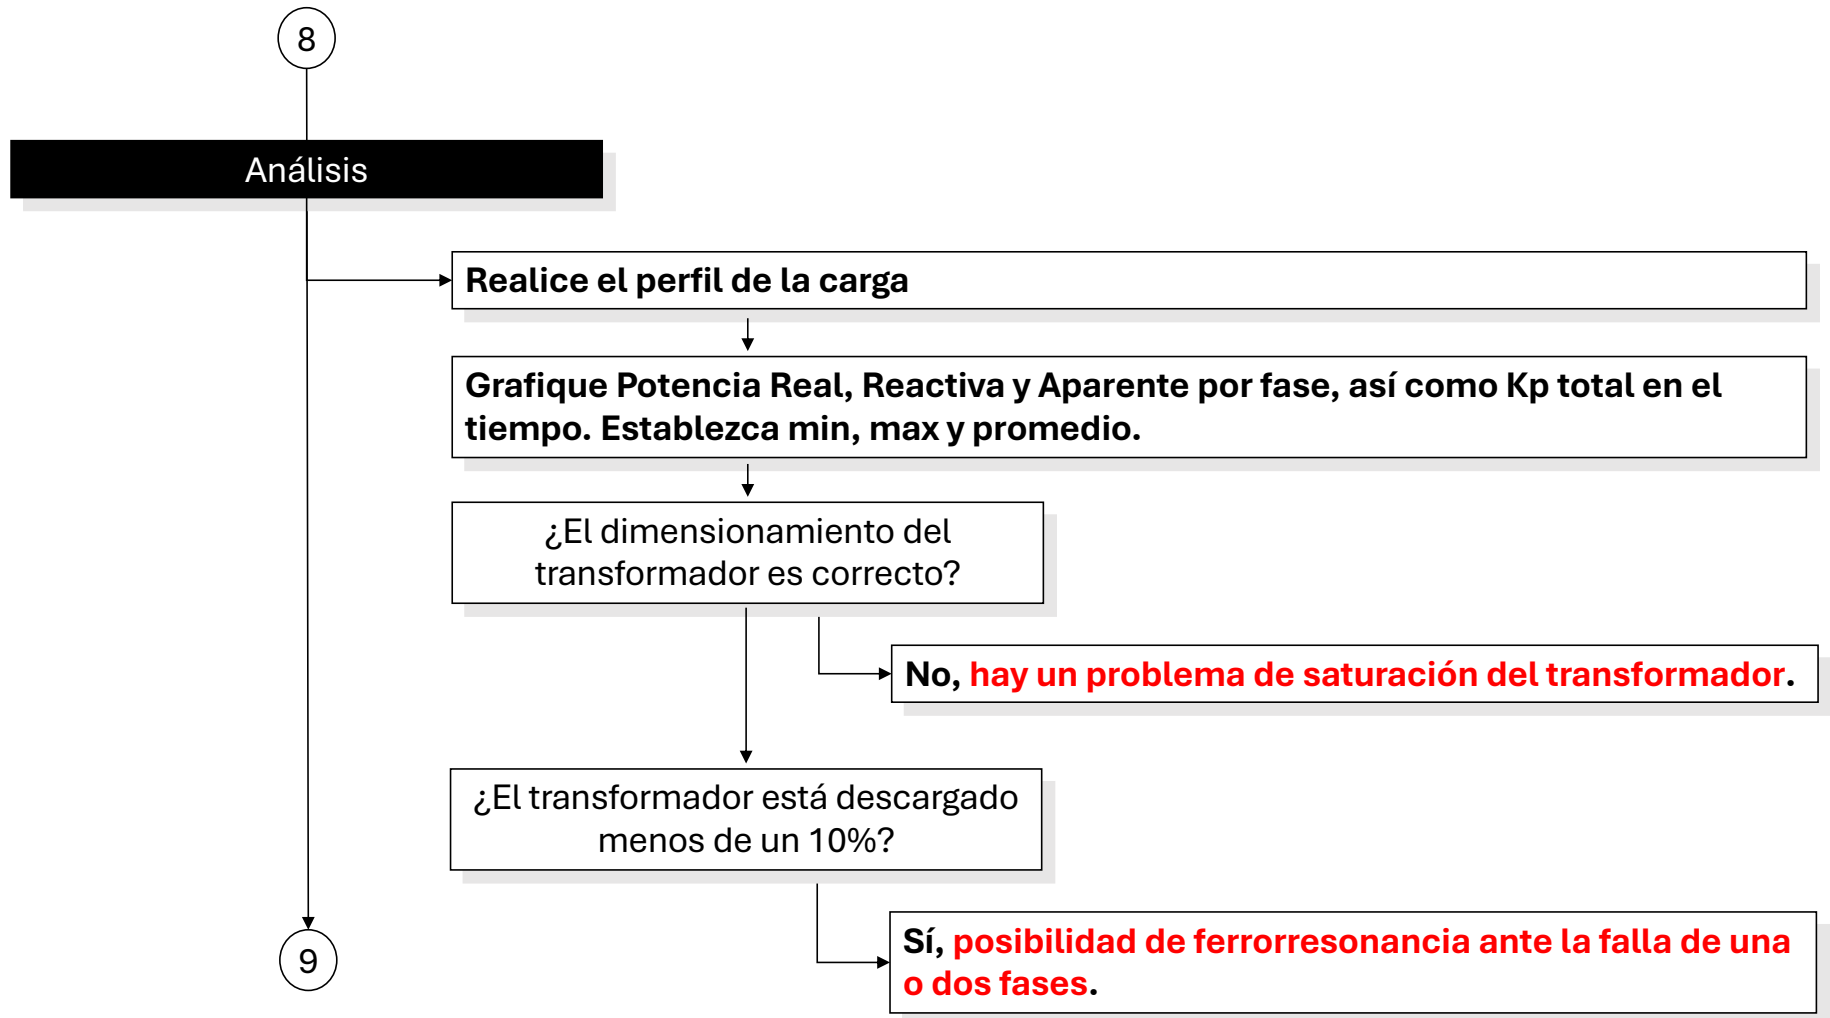 8
Análisis
Realice el perfil de la carga
Grafique Potencia Real, Reactiva y Aparente por fase, así como Kp total en el
tiempo. Establezca min, max y promedio.
¿El dimensionamiento del
transformador es correcto?
No, hay un problema de saturación del transformador.
¿El transformador está descargado
menos de un 10%?
Sí, posibilidad de ferrorresonancia ante la falla de una
o dos fases.
9